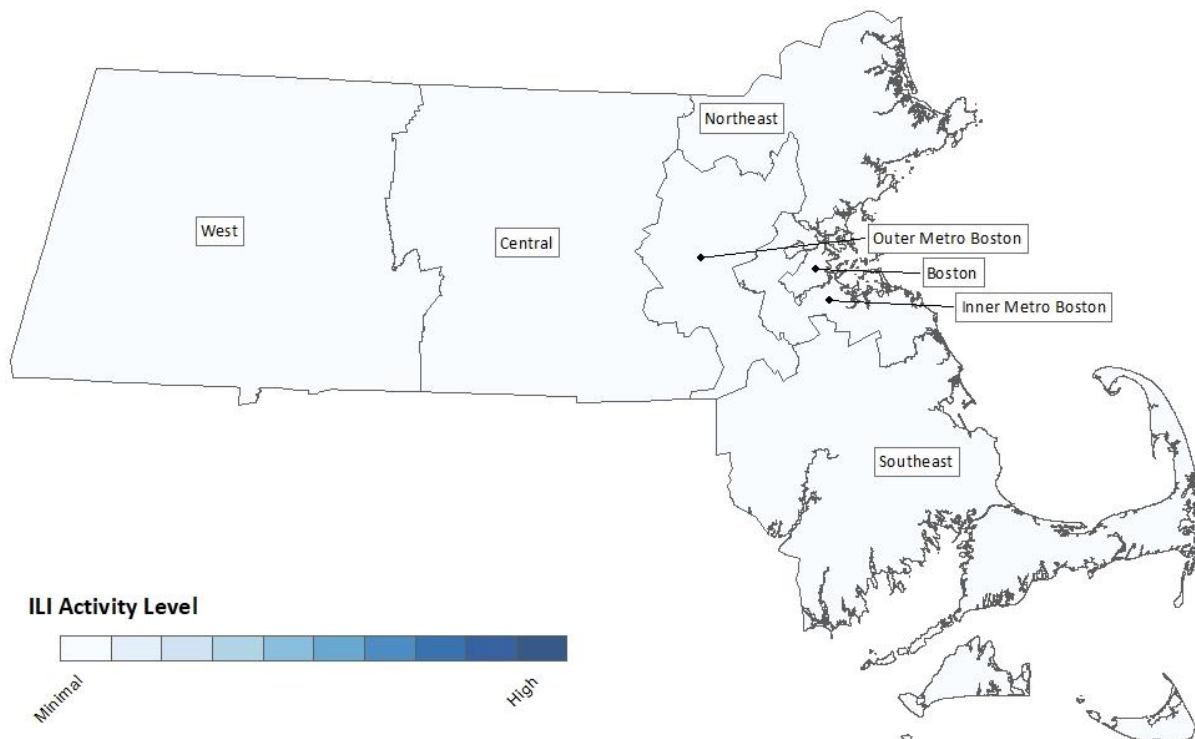 Northeast
West
Central
Outer Metro Boston
Boston
Inner Metro Boston
Southeast
ILI Activity Level
Minimal
High